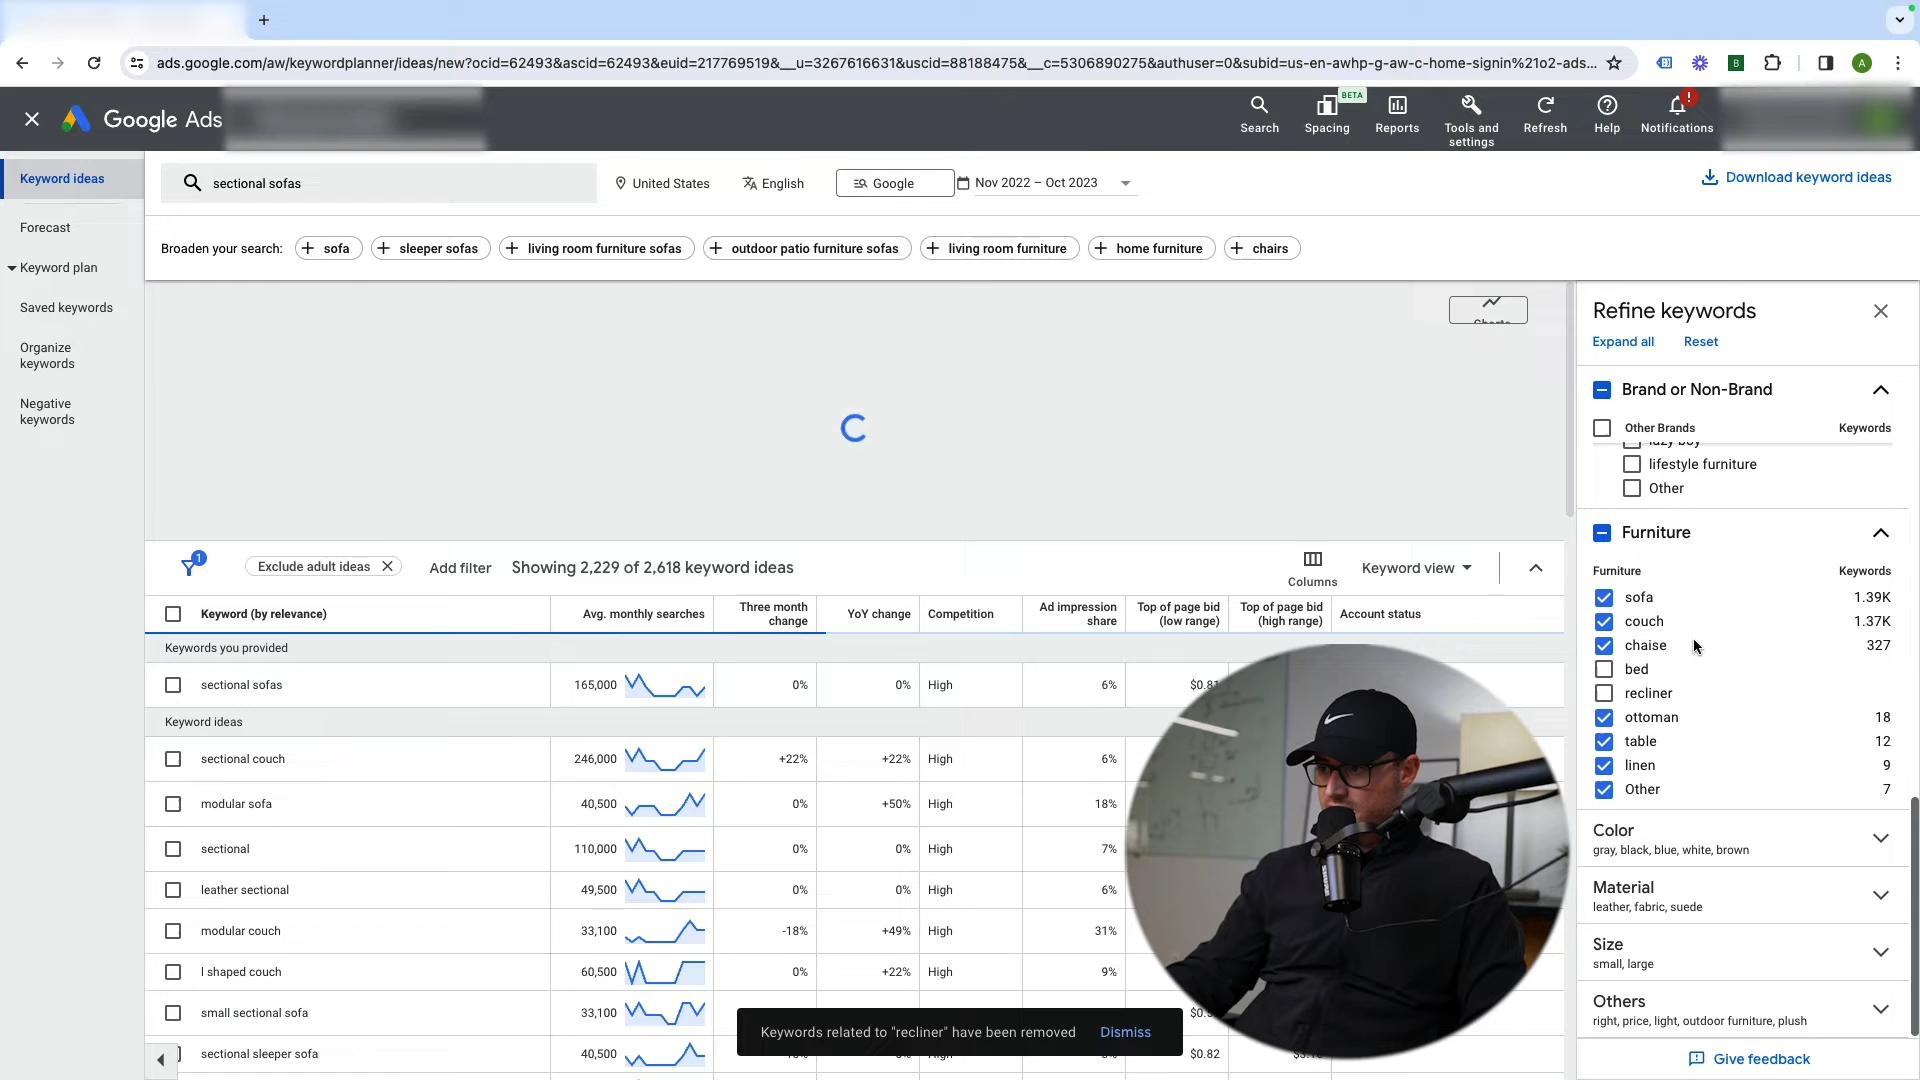 ads.google.com/aw/keywordplanner/ideas/new?ocid=62493&ascid=62493&euid=217769519&__u=3267616631&uscid=88188475&__c=5306890275&authuser=0&subid=us-en-awhp-g-aw-c-home-signin%21o2-ads...
B
A
Google Ads
Search
BETA
Spacing
Reports
Tools and
settings
Refresh
Help
!
Notifications
Keyword ideas
Forecast
Keyword plan
Saved keywords
Organize
keywords
Negative
keywords
sectional sofas
United States
English
Google
Nov 2022 – Oct 2023
Download keyword ideas
Broaden your search:
sofa
sleeper sofas
living room furniture sofas
outdoor patio furniture sofas
living room furniture
home furniture
chairs
1
Exclude adult ideas
Add filter
Showing 2,229 of 2,618 keyword ideas
Columns
Keyword view
Keyword (by relevance) Avg. monthly searches Three month change YoY change Competition Ad impression share Top of page bid (low range) Top of page bid (high range) Account status
Keywords you provided
sectional sofas 165,000 0% 0% High 6%
Keyword ideas
sectional couch 246,000 +22% +22% High 6%
modular sofa 40,500 0% +50% High 18%
sectional 110,000 0% 0% High 7%
leather sectional 49,500 0% 0% High 6%
modular couch 33,100 -18% +49% High 31%
l shaped couch 60,500 0% +22% High 9%
small sectional sofa 33,100
sectional sleeper sofa 40,500 $0.82
Keywords related to "recliner" have been removed Dismiss
Refine keywords
Expand all Reset
Brand or Non-Brand
Other Brands Keywords
lazy boy
lifestyle furniture
Other
Furniture
Furniture Keywords
sofa 1.39K
couch 1.37K
chaise 327
bed
recliner
ottoman 18
table 12
linen 9
Other 7
Color
gray, black, blue, white, brown
Material
leather, fabric, suede
Size
small, large
Others
right, price, light, outdoor furniture, plush
Give feedback